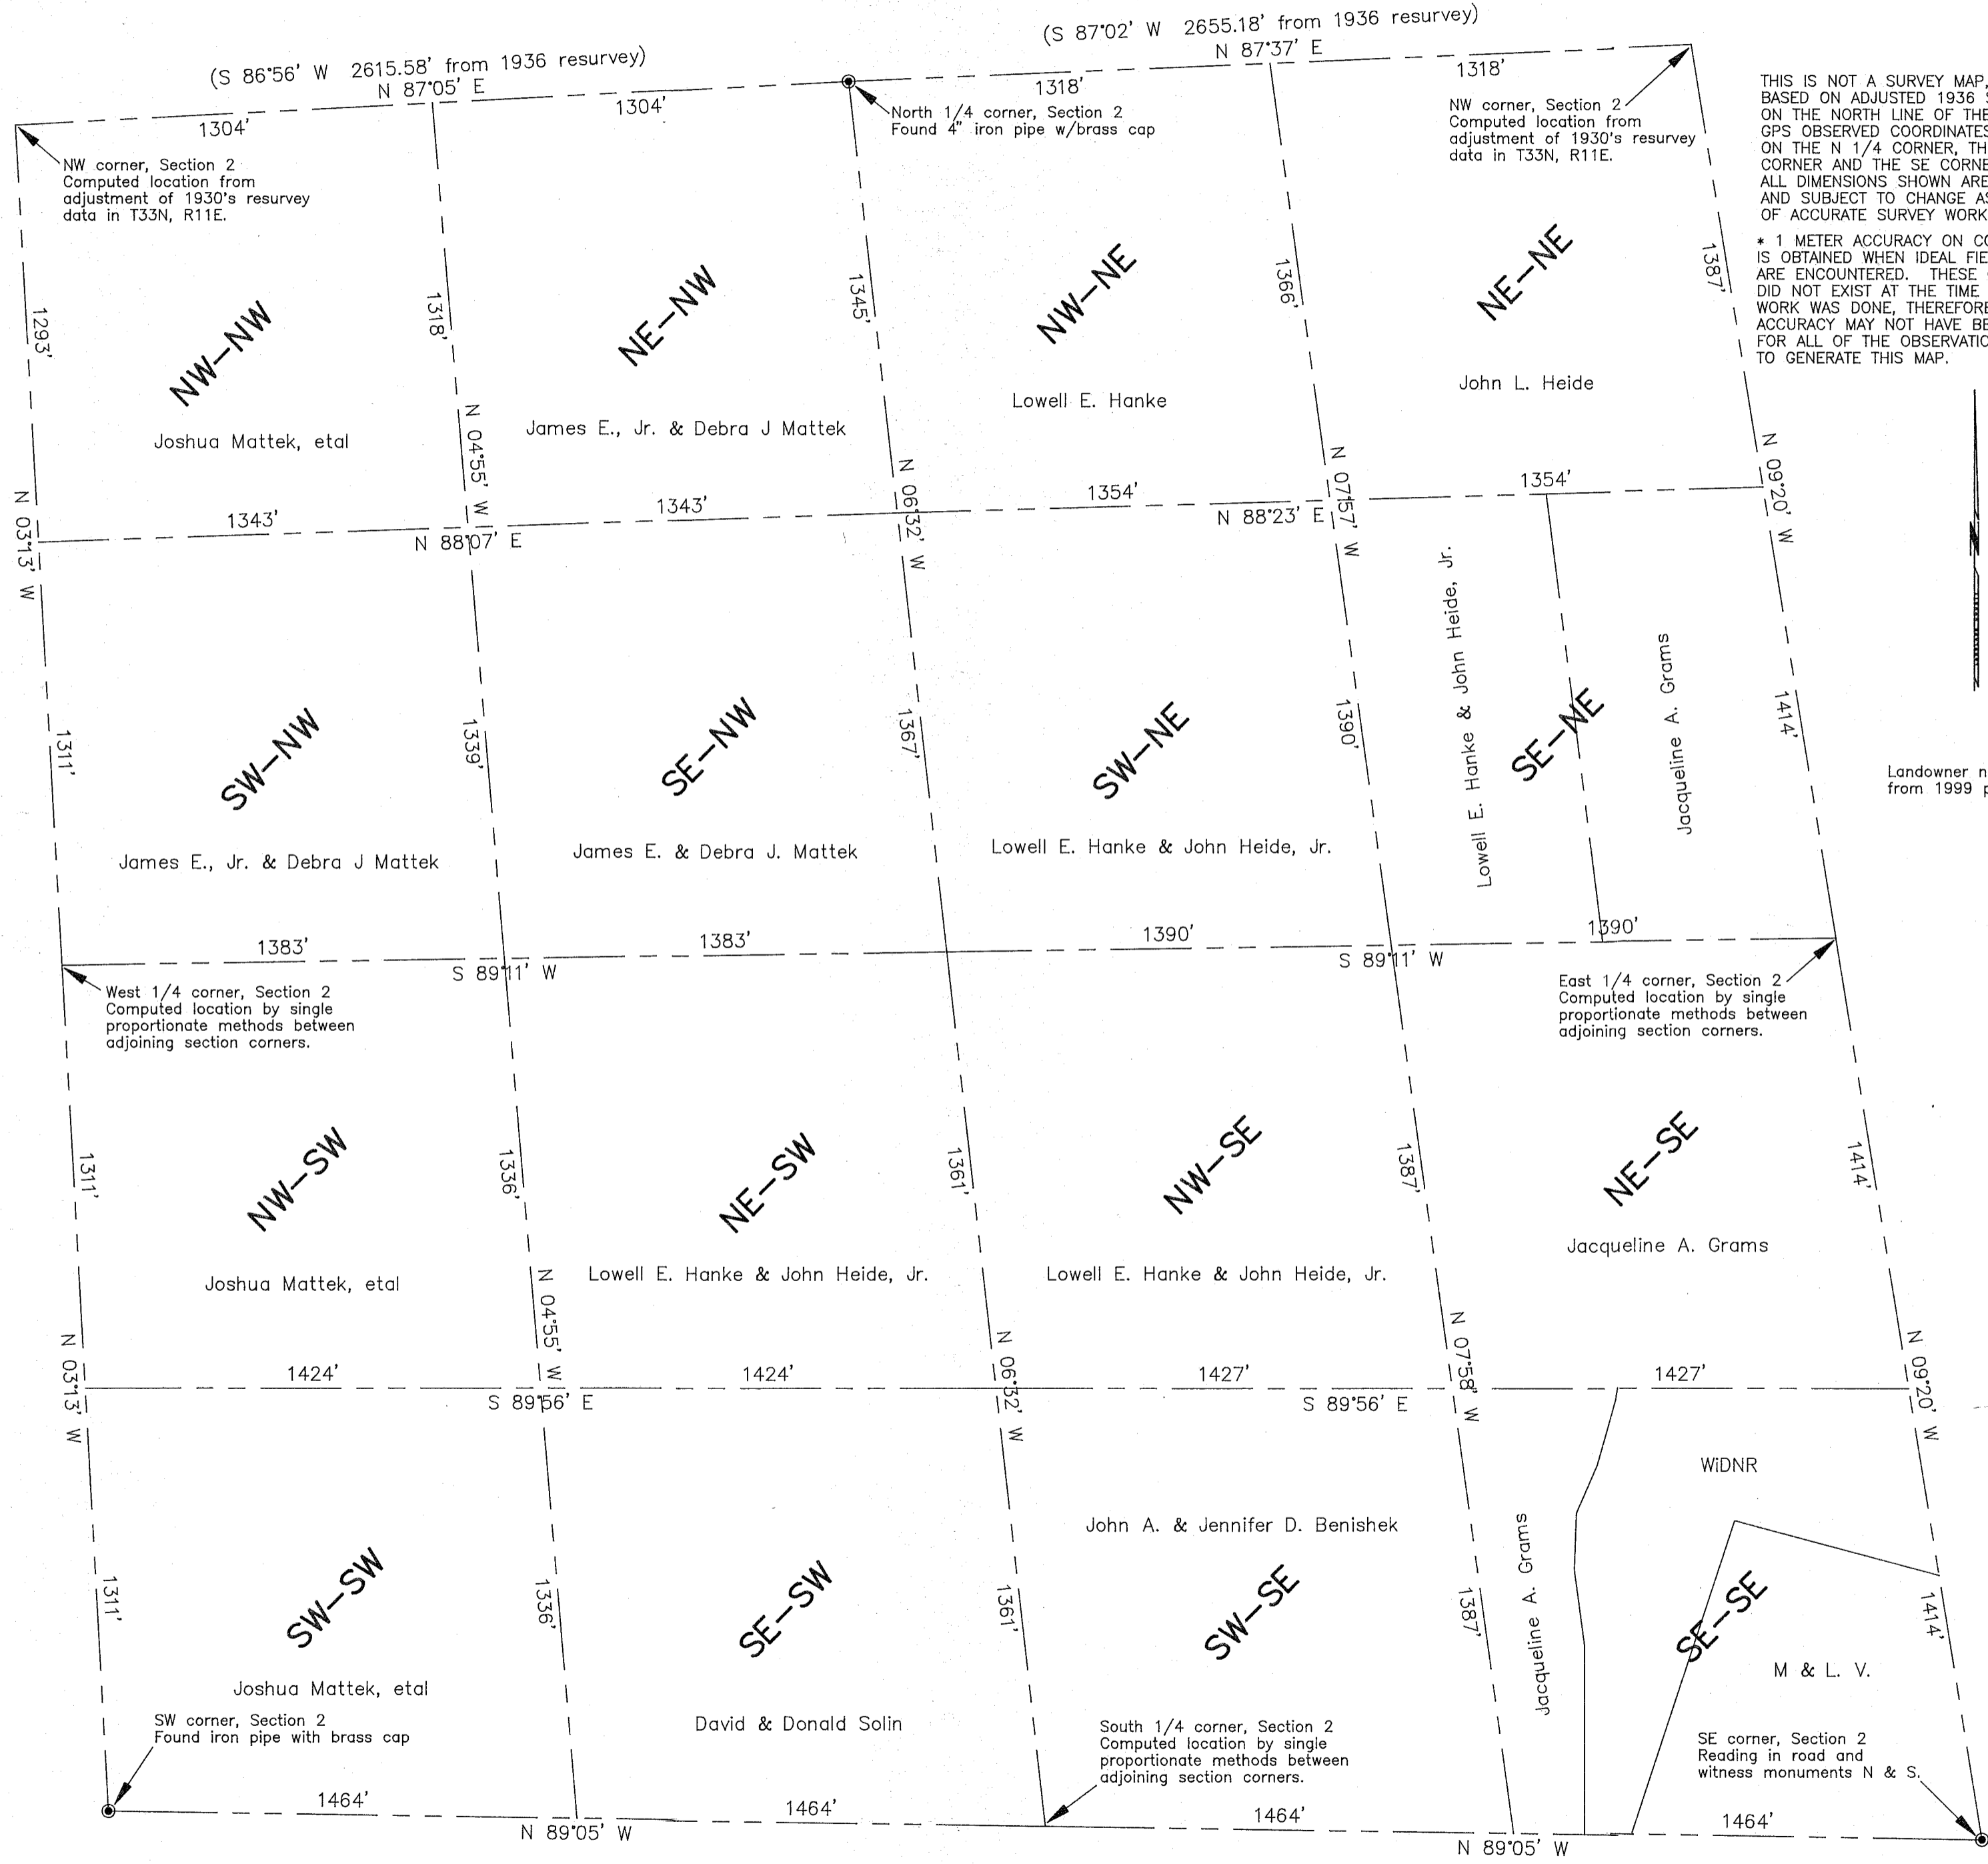 (S 86°56' W 2615.58' from 1936 resurvey)
N 87°05' E
(S 87°02' W 2655.18' from 1936 resurvey)
N 87°37' E
1304'
1304'
1318'
1318'
NW corner, Section 2
Computed location from
adjustment of 1930's resurvey
data in T33N, R11E.
North 1/4 corner, Section 2
Found 4" iron pipe w/brass cap
NW corner, Section 2
Computed location from
adjustment of 1930's resurvey
data in T33N, R11E.
THIS IS NOT A SURVEY MAP,
BASED ON ADJUSTED 1936
ON THE NORTH LINE OF THE
GPS OBSERVED COORDINATES
ON THE N 1/4 CORNER,
CORNER AND THE SE
ALL DIMENSIONS SHOWN ARE
AND SUBJECT TO CHANGE
OF ACCURATE SURVEY WORK
* 1 METER ACCURACY ON
IS OBTAINED WHEN IDEAL
ARE ENCOUNTERED. THESE
DID NOT EXIST AT THE TIME
WORK WAS DONE, THEREFORE
ACCURACY MAY NOT HAVE
FOR ALL OF THE
TO GENERATE THIS MAP.
1293'
1318'
1345'
1366'
1387'
NW-NW
NE-NW
NW-NE
NE-NE
Joshua Mattek, etal
James E., Jr. & Debra J Mattek
Lowell E. Hanke
John L. Heide
N 03°13' W
N 04°55' W
N 06°32' W
N 07°57' W
N 09°20' W
1343'
1343'
1354'
1354'
N 88°07' E
N 88°23' E
1311'
1339'
1367'
1390'
1414'
SW-NW
SE-NW
SW-NE
SE-NE
Lowell E. Hanke & John Heide, Jr.
Jacqueline A. Grams
Landowner
from 1999
James E., Jr. & Debra J Mattek
James E. & Debra J. Mattek
Lowell E. Hanke & John Heide, Jr.
1383'
1383'
1390'
1390'
S 89°11' W
S 89°11' W
West 1/4 corner, Section 2
Computed location by single
proportionate methods between
adjoining section corners.
East 1/4 corner, Section 2
Computed location by single
proportionate methods between
adjoining section corners.
1311'
1336'
1361'
1387'
1414'
NW-SW
NE-SW
NW-SE
NE-SE
Joshua Mattek, etal
Lowell E. Hanke & John Heide, Jr.
Lowell E. Hanke & John Heide, Jr.
Jacqueline A. Grams
N 03°13' W
N 04°55' W
N 06°32' W
N 07°58' W
N 09°20' W
1424'
1424'
1427'
1427'
S 89°56' E
S 89°56' E
WiDNR
John A. & Jennifer D. Benishek
Jacqueline A. Grams
1311'
1336'
1361'
1387'
1414'
SW-SW
SE-SW
SW-SE
SE-SE
M & L. V.
Joshua Mattek, etal
David & Donald Solin
SW corner, Section 2
Found iron pipe with brass cap
South 1/4 corner, Section 2
Computed location by single
proportionate methods between
adjoining section corners.
SE corner, Section 2
Reading in road and
witness monuments N & S.
1464'
1464'
1464'
1464'
N 89°05' W
N 89°05' W